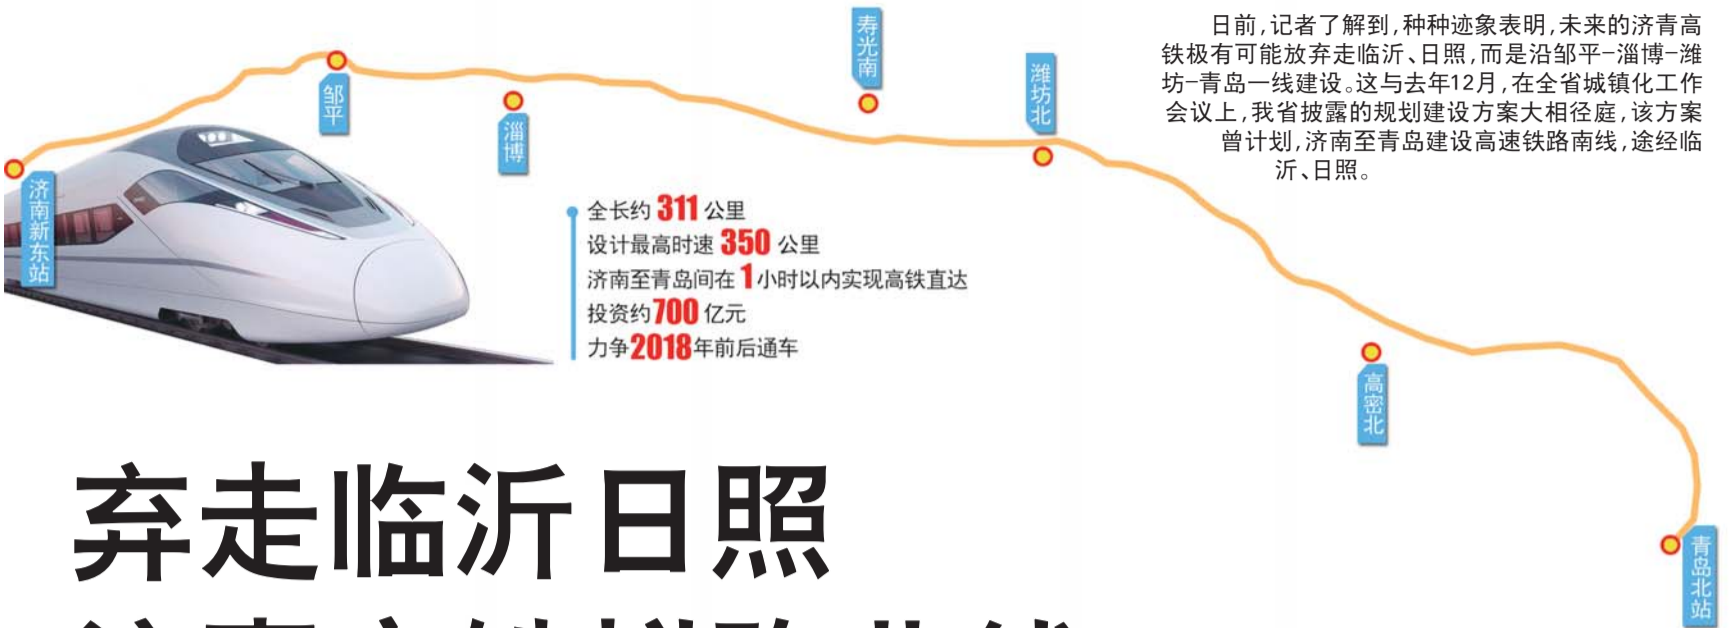 日前,记者了解到,种种迹象表明,未来的济青高
铁极有可能放弃走临沂、日照,而是沿邹平-淄博-潍
坊-青岛一线建设。这与去年12月,在全省城镇化工作
会议上,我省披露的规划建设方案大相径庭,该方案
曾计划,济南至青岛建设高速铁路南线,途经临
沂、日照。
济南新东站
邹平
淄博
寿光南
潍坊北
高密北
青岛北站
全长约 311 公里
设计最高时速 350 公里
济南至青岛间在 1 小时以内实现高铁直达
投资约700 亿元
力争2018年前后通车
弃走临沂日照